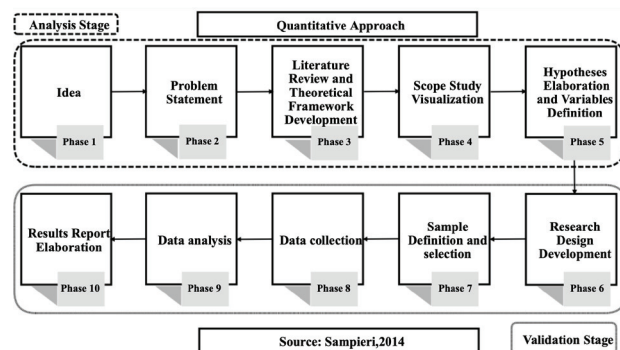 Analysis Stage
Quantitative Approach
Idea
Phase 1
Problem
Statement
Phase 2
Literature
Review and
Theoretical
Framework
Development
Phase 3
Scope Study
Visualization
Phase 4
Hypotheses
Elaboration
and Variables
Definition
Phase 5
Results Report
Elaboration
Phase 10
Data analysis
Phase 9
Data collection
Phase 8
Sample
Definition and
selection
Phase 7
Research
Design
Development
Phase 6
Source: Sampieri,2014
Validation Stage